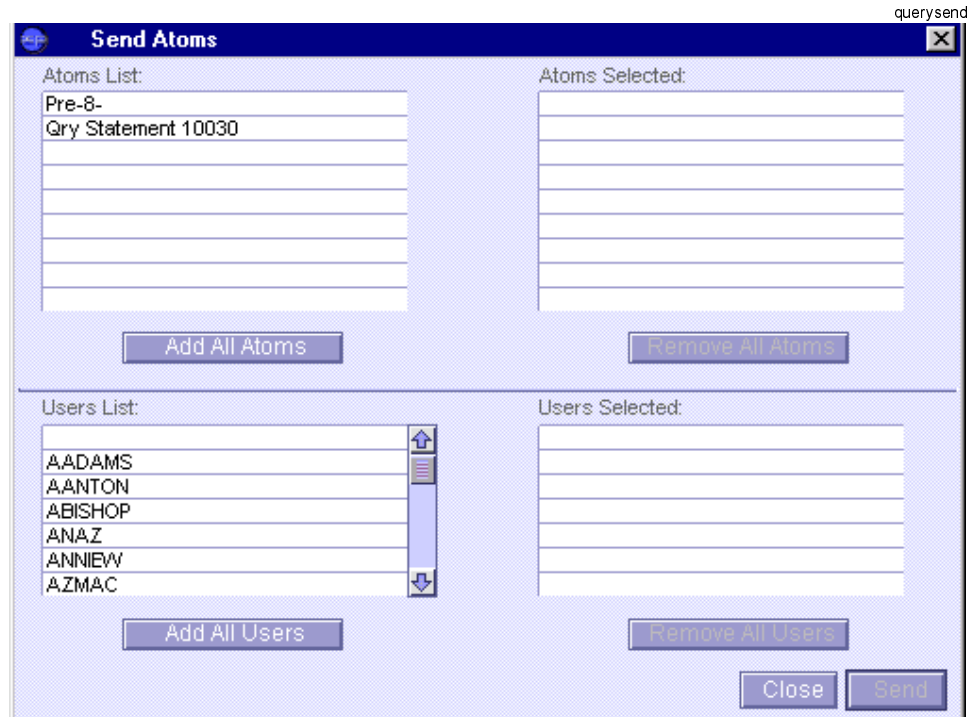 querysend
Send Atoms
Atoms List:
Atoms Selected:
Pre-8-
Qry Statement 10030
Add All Atoms
Remove All Atoms
Users List:
Users Selected:
AADAMS
AANTON
ABISHOP
ANAZ
ANNIEW
AZMAC
Add All Users
Remove All Users
Close
Send